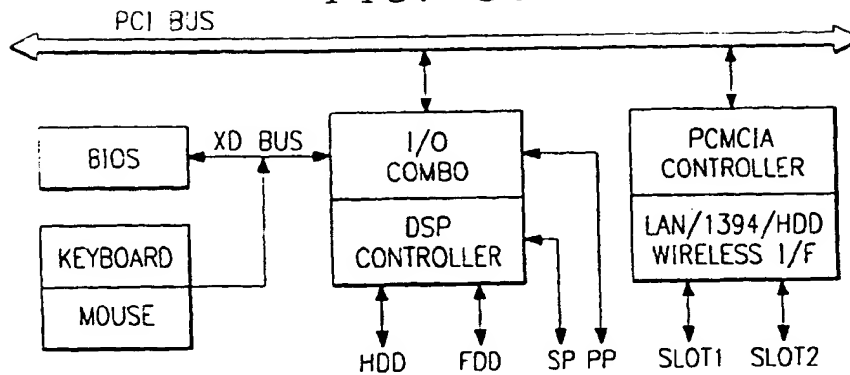 PCI BUS
BIOS
XD BUS
I/O
COMBO
DSP
CONTROLLER
PCMCIA
CONTROLLER
LAN/1394/HDD
WIRELESS I/F
KEYBOARD
MOUSE
HDD
FDD
SP
PP
SLOT1
SLOT2